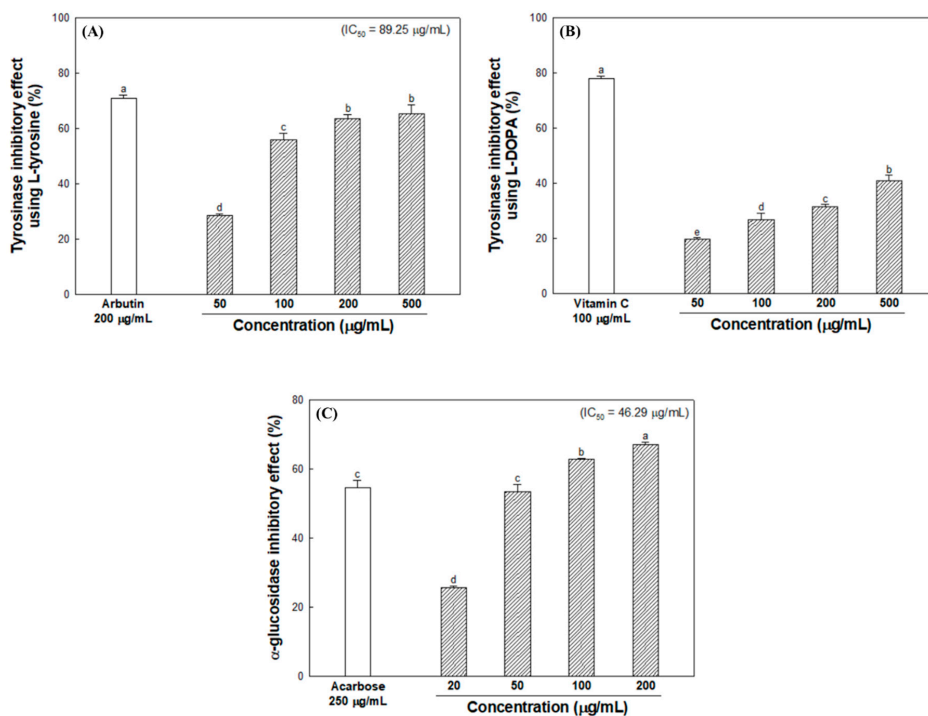 (A)
(IC50 = 89.25 μg/mL)
Tyrosinase inhibitory effect
using L-tyrosine (%)
100
80
60
40
20
0
a
d
c
b
b
Arbutin
200 μg/mL
50 100 200 500
Concentration (μg/mL)
(B)
Tyrosinase inhibitory effect
using L-DOPA (%)
100
80
60
40
20
0
a
e
d
c
b
Vitamin C
100 μg/mL
50 100 200 500
Concentration (μg/mL)
(C)
(IC50 = 46.29 μg/mL)
α-glucosidase inhibitory effect (%)
80
60
40
20
0
c
d
c
b
a
Acarbose
250 μg/mL
20 50 100 200
Concentration (μg/mL)